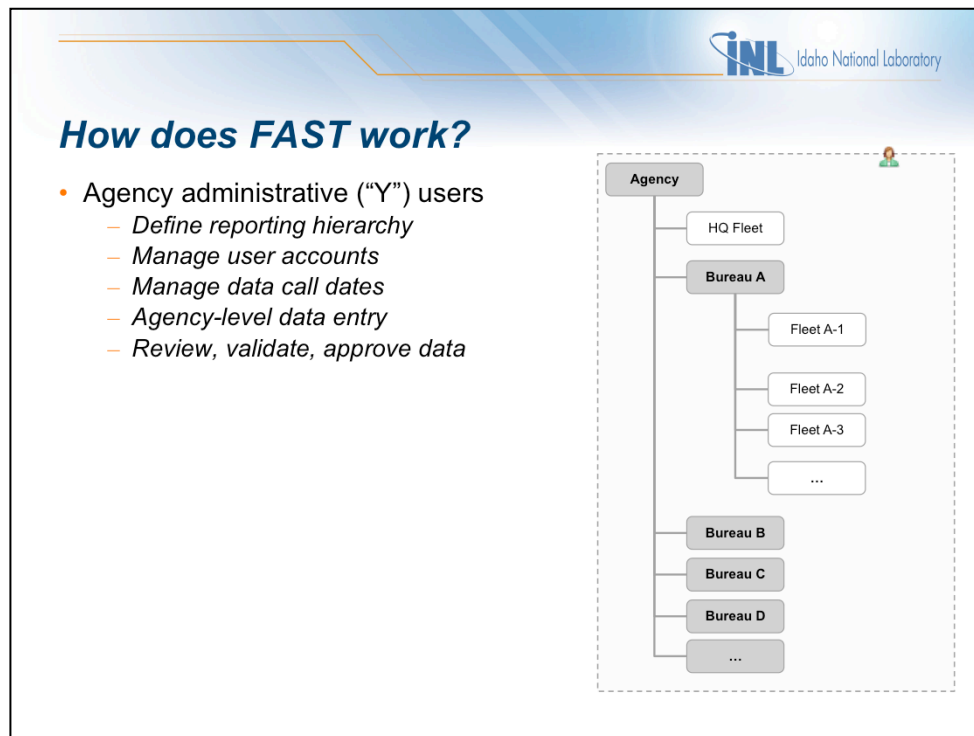 INL Idaho National Laboratory
How does FAST work?
• Agency administrative (“Y”) users
– Define reporting hierarchy
– Manage user accounts
– Manage data call dates
– Agency-level data entry
– Review, validate, approve data
Agency
HQ Fleet
Bureau A
Fleet A-1
Fleet A-2
Fleet A-3
...
Bureau B
Bureau C
Bureau D
...